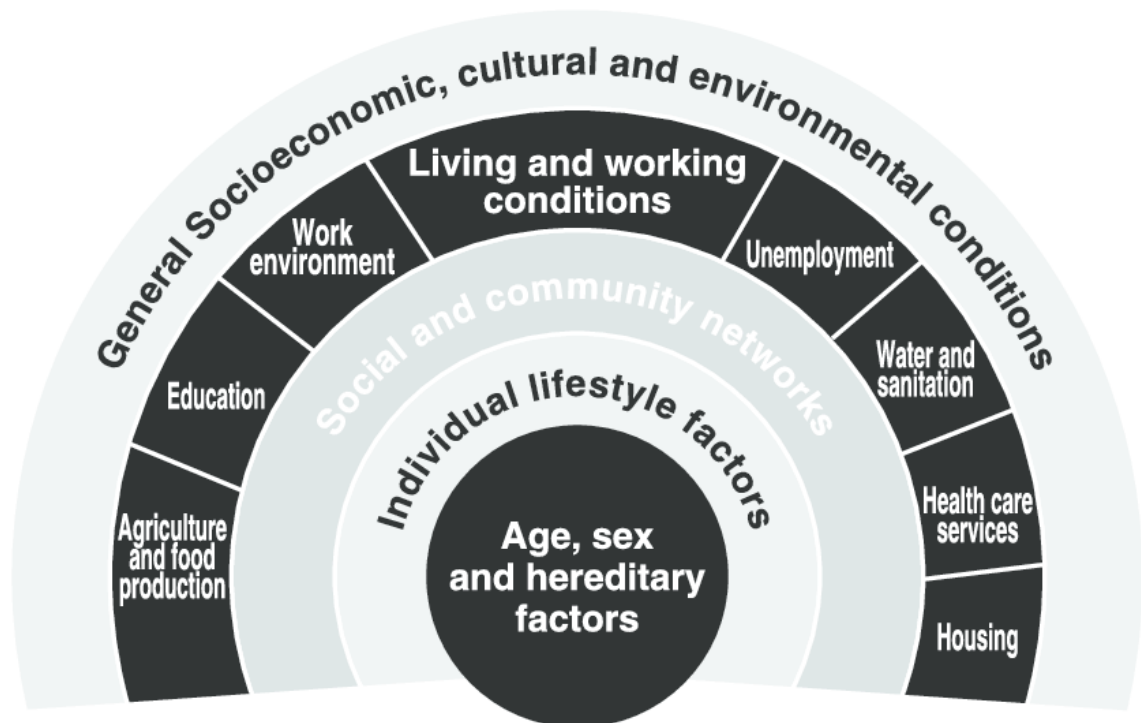 General Socioeconomic, cultural and environmental conditions
Living and working
conditions
Work
environment
Unemployment
Education
Water and
sanitation
Agriculture
and food
production
Health care
services
Housing
Social and community networks
Individual lifestyle factors
Age, sex
and hereditary
factors